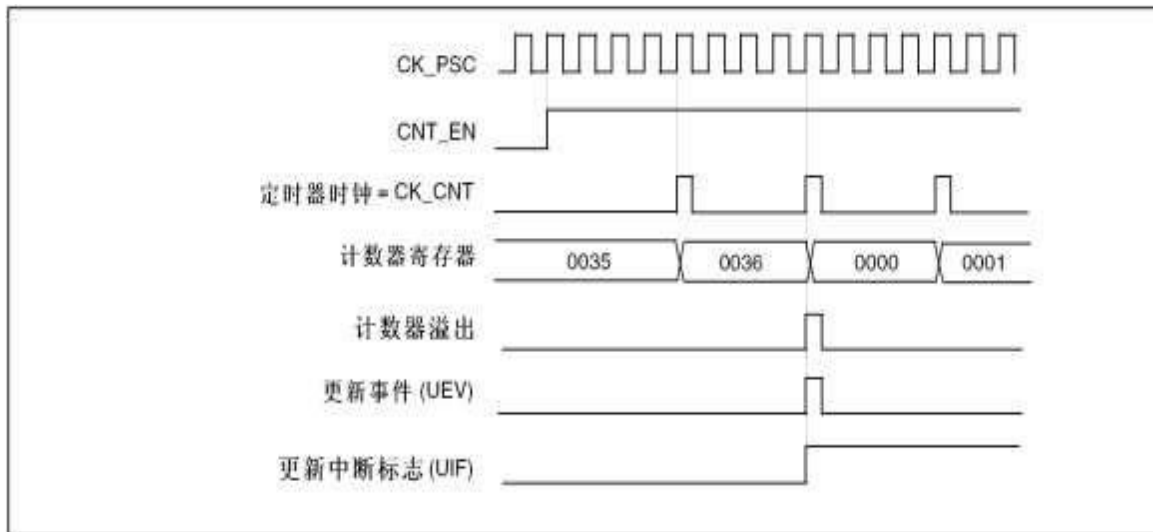 CK_PSC
CNT_EN
定时器时钟 = CK_CNT
计数器寄存器
0035 0036 0000 0001
计数器溢出
更新事件 (UEV)
更新中断标志 (UIF)